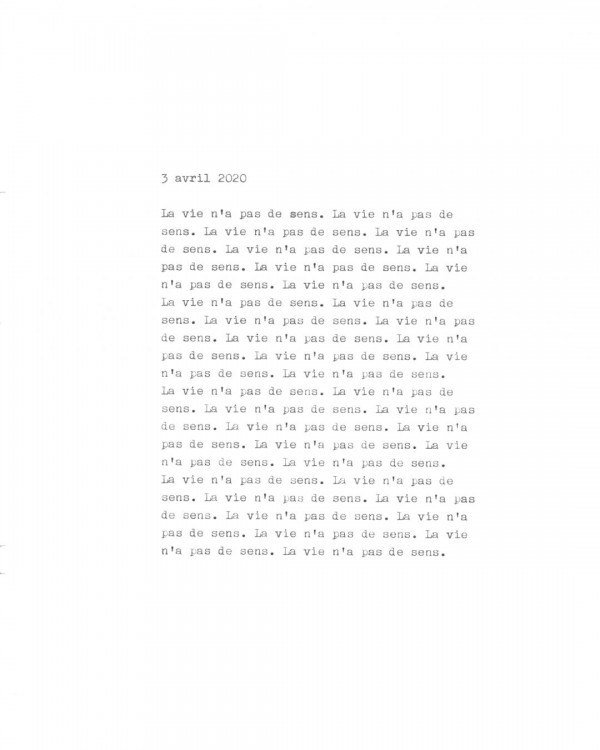 3 avril 2020
La vie n'a pas de sens. La vie n'a pas de
sens. La vie n'a pas de sens. La vie n'a pas
de sens. La vie n'a pas de sens. La vie n'a
pas de sens. La vie n'a pas de sens. La vie
n'a pas de sens. La vie n'a pas de sens.
La vie n'a pas de sens. La vie n'a pas de
sens. La vie n'a pas de sens. La vie n'a pas
de sens. La vie n'a pas de sens. La vie n'a
pas de sens. La vie n'a pas de sens. La vie
n'a pas de sens. La vie n'a pas de sens.
La vie n'a pas de sens. La vie n'a pas de
sens. La vie n'a pas de sens. La vie n'a pas
de sens. La vie n'a pas de sens. La vie n'a
pas de sens. La vie n'a pas de sens. La vie
n'a pas de sens. La vie n'a pas de sens.
La vie n'a pas de sens. La vie n'a pas de
sens. La vie n'a pas de sens. La vie n'a pas
de sens. La vie n'a pas de sens. La vie n'a
pas de sens. La vie n'a pas de sens. La vie
n'a pas de sens. La vie n'a pas de sens.